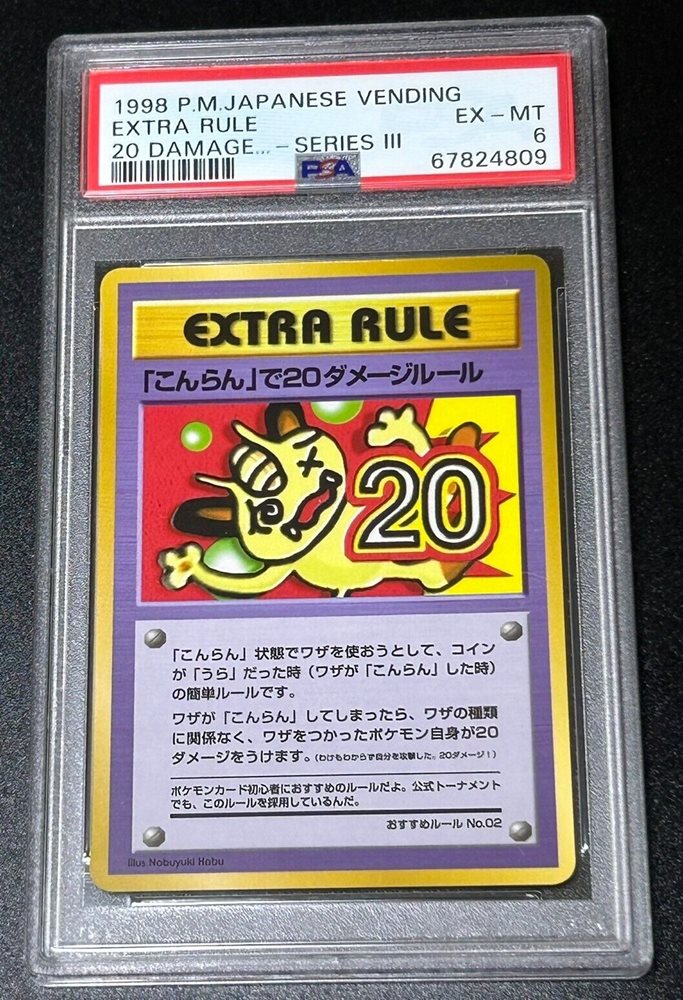 1998 P.M.JAPANESE VENDING
EXTRA RULE EX - MT
20 DAMAGE...-SERIES III 6
PSA 67824809
EXTRA RULE
「こんらん」で20ダメージルール
20
「こんらん」状態でワザを使おうとして、コイン
が「うら」だった時（ワザが「こんらん」した時）
の簡単ルールです。
ワザが「こんらん」してしまったら、ワザの種類
に関係なく、ワザをつかったポケモン自身が20
ダメージをうけます。（わけもわからず自分を攻撃した。20ダメージ！）
ポケモンカード初心者におすすめのルールだよ。公式トーナメント
でも、このルールを採用しているんだ。
おすすめルール No.02
Illus.Nobuyuki Habu